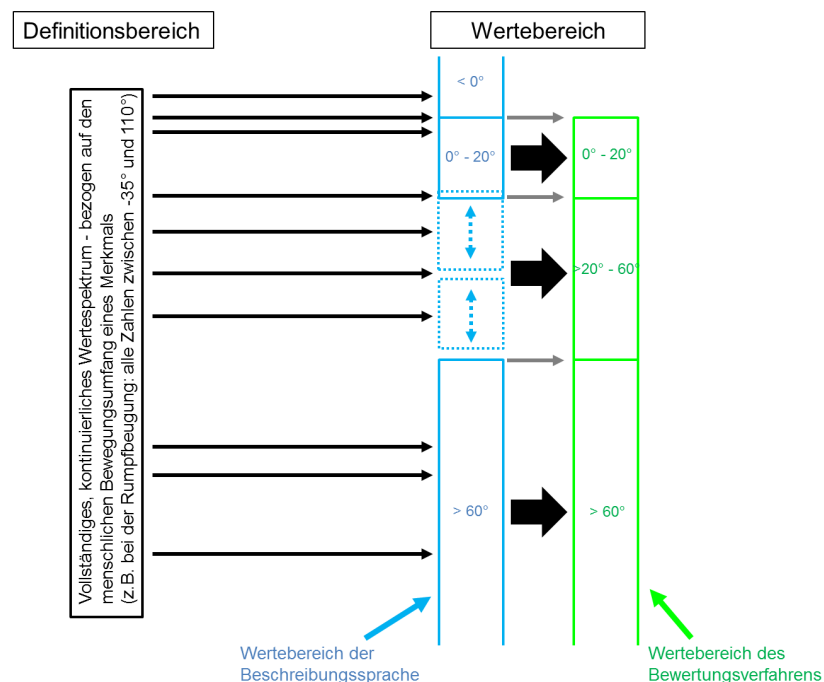 Definitionsbereich
Wertebereich
Vollständiges, kontinuierliches Wertespektrum - bezogen auf den
menschlichen Bewegungsumfang eines Merkmals
(z.B. bei der Rumpfbeugung: alle Zahlen zwischen -35° und 110°)
< 0°
0° - 20°
0° - 20°
>20° - 60°
> 60°
> 60°
Wertebereich der
Beschreibungssprache
Wertebereich des
Bewertungsverfahrens